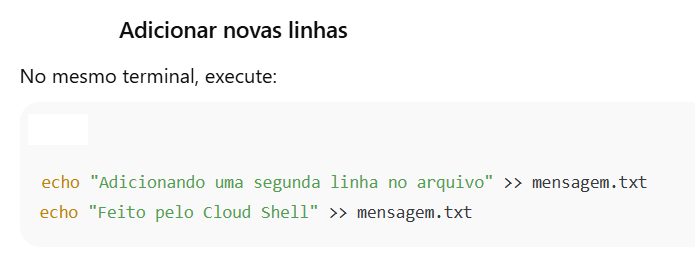 Adicionar novas linhas
No mesmo terminal, execute:
echo "Adicionando uma segunda linha no arquivo" >> mensagem.txt
echo "Feito pelo Cloud Shell" >> mensagem.txt